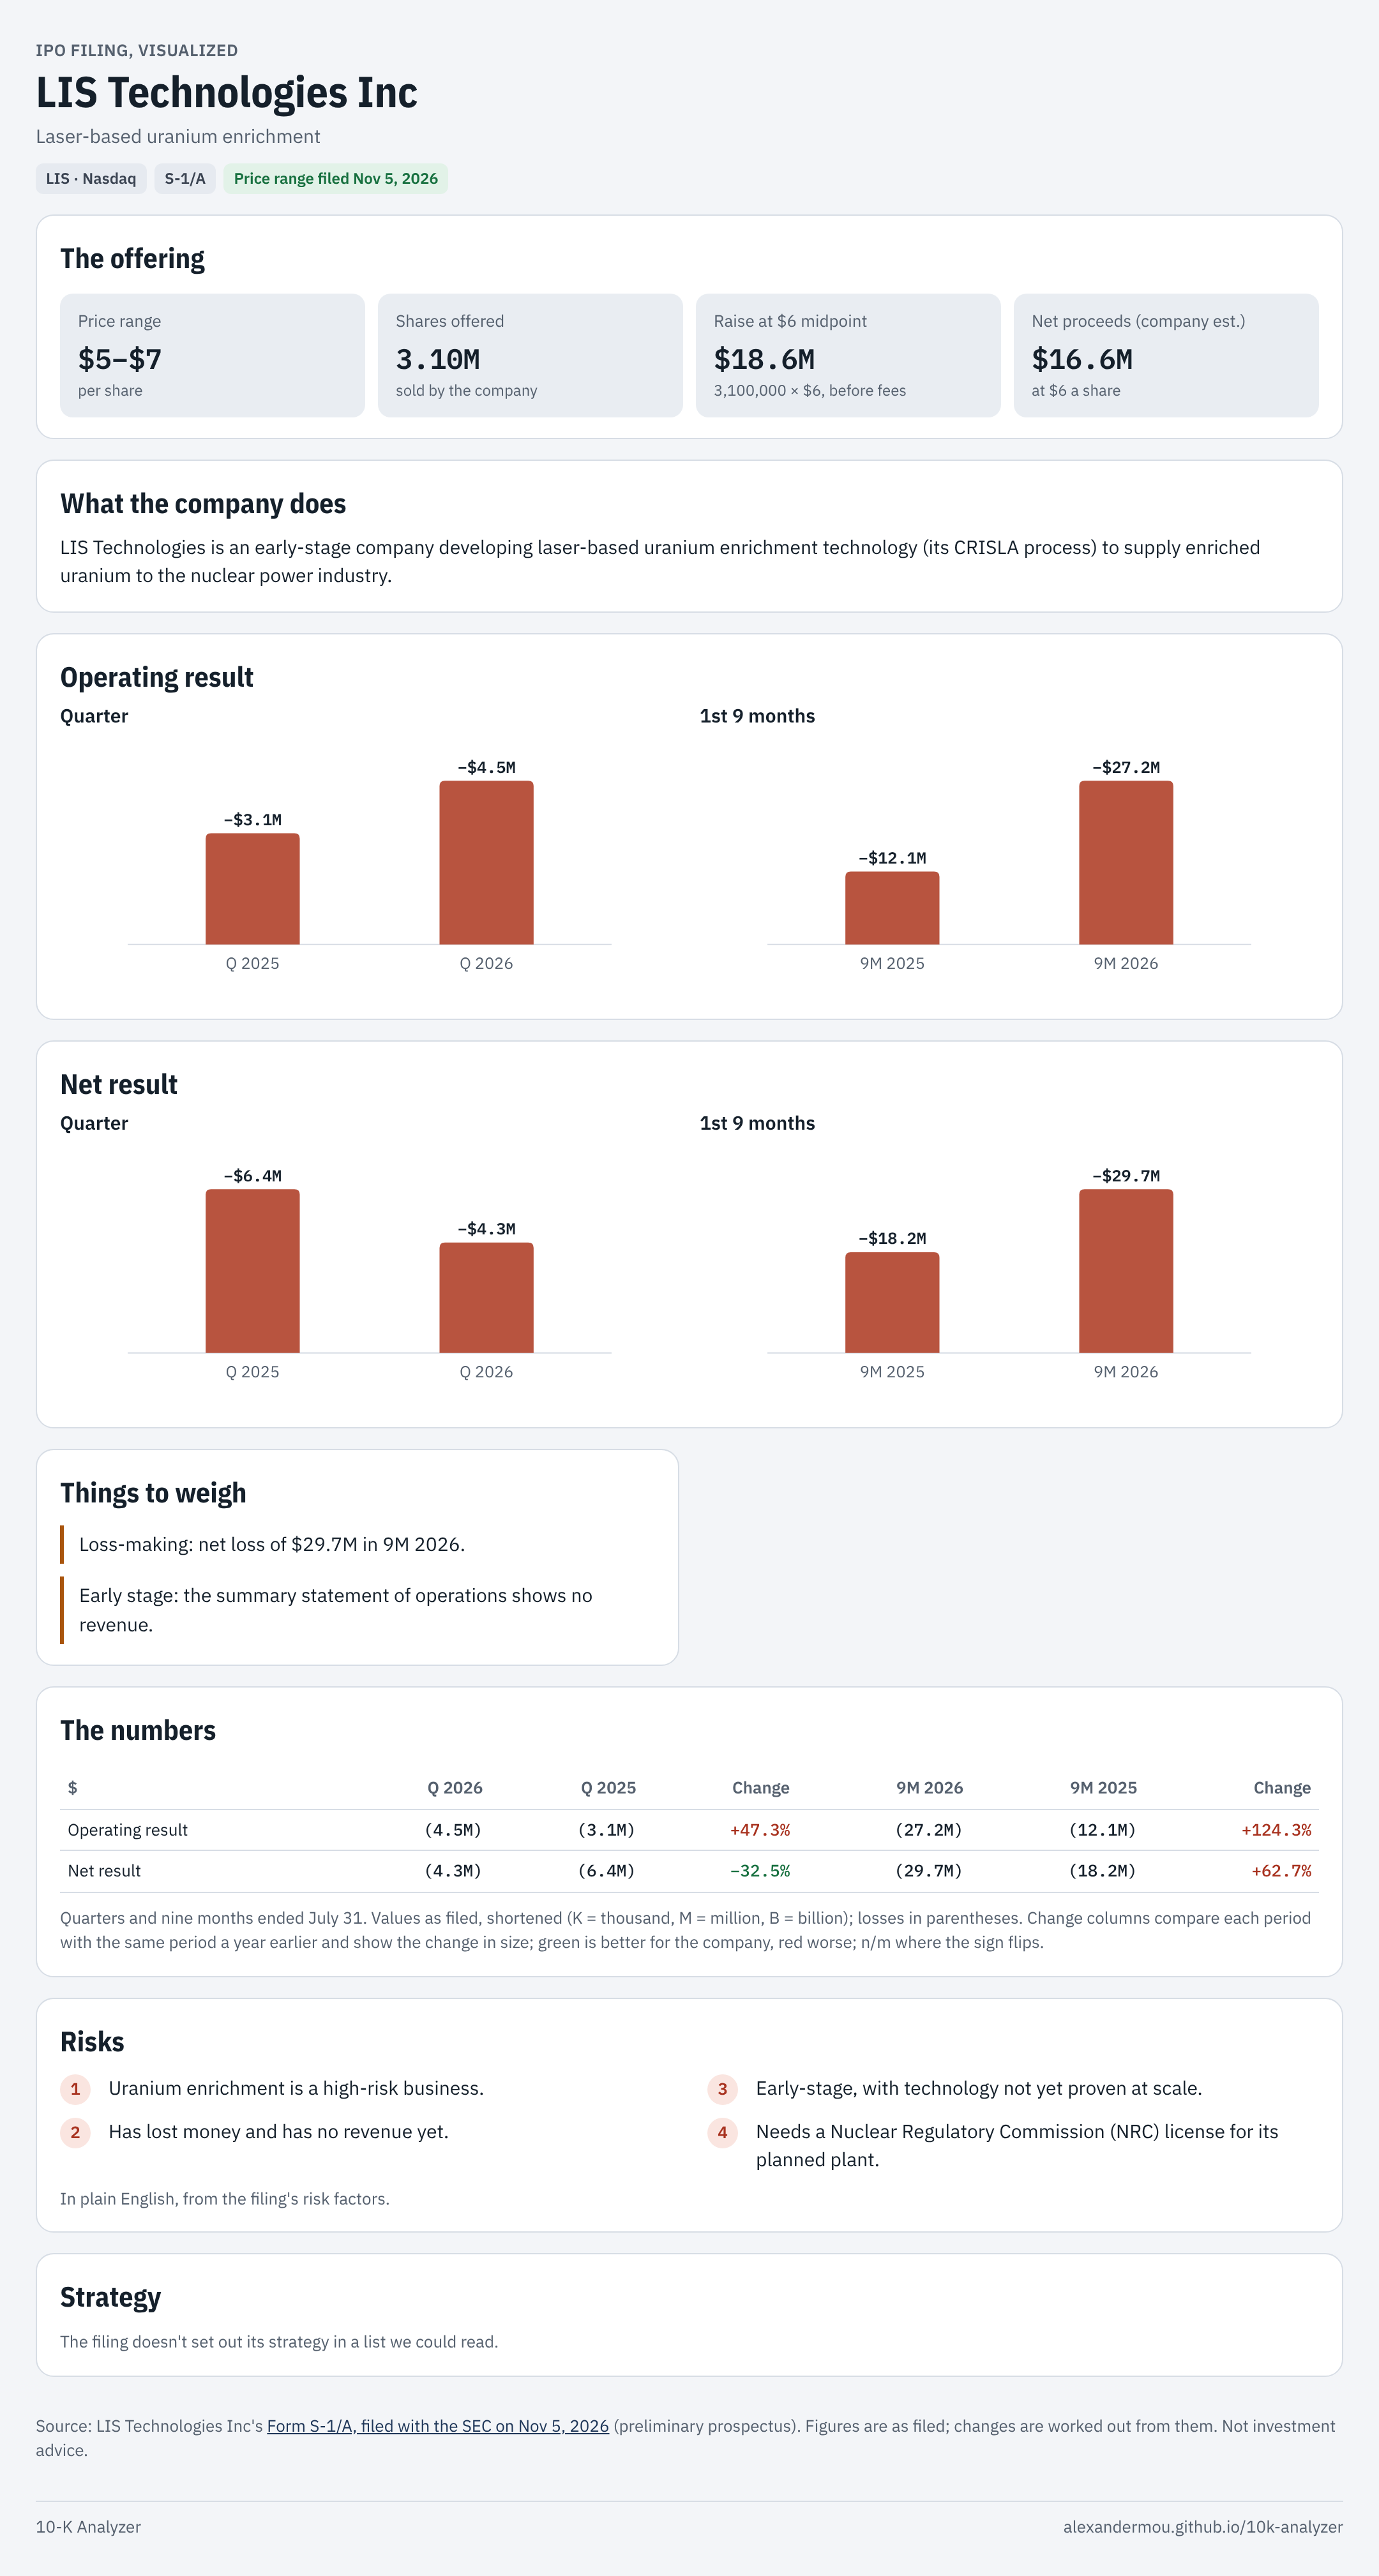 IPO FILING, VISUALIZED
LIS Technologies Inc
Laser-based uranium enrichment
LIS · Nasdaq
S-1/A
Price range filed Nov 5, 2026
The offering
Price range
$5–$7
per share
Shares offered
3.10M
sold by the company
Raise at $6 midpoint
$18.6M
3,100,000 × $6, before fees
Net proceeds (company est.)
$16.6M
at $6 a share
What the company does
LIS Technologies is an early-stage company developing laser-based uranium enrichment technology (its CRISLA process) to supply enriched
uranium to the nuclear power industry.
Operating result
Quarter
−$3.1M
−$4.5M
Q 2025
Q 2026
1st 9 months
−$12.1M
−$27.2M
9M 2025
9M 2026
Net result
Quarter
−$6.4M
−$4.3M
Q 2025
Q 2026
1st 9 months
−$18.2M
−$29.7M
9M 2025
9M 2026
Things to weigh
Loss-making: net loss of $29.7M in 9M 2026.
Early stage: the summary statement of operations shows no
revenue.
The numbers
$ Q 2026 Q 2025 Change 9M 2026 9M 2025 Change
Operating result (4.5M) (3.1M) +47.3% (27.2M) (12.1M) +124.3%
Net result (4.3M) (6.4M) −32.5% (29.7M) (18.2M) +62.7%
Quarters and nine months ended July 31. Values as filed, shortened (K = thousand, M = million, B = billion); losses in parentheses. Change columns compare each period
with the same period a year earlier and show the change in size; green is better for the company, red worse; n/m where the sign flips.
Risks
1 Uranium enrichment is a high-risk business.
2 Has lost money and has no revenue yet.
3 Early-stage, with technology not yet proven at scale.
4 Needs a Nuclear Regulatory Commission (NRC) license for its
planned plant.
In plain English, from the filing's risk factors.
Strategy
The filing doesn't set out its strategy in a list we could read.
Source: LIS Technologies Inc's Form S-1/A, filed with the SEC on Nov 5, 2026 (preliminary prospectus). Figures are as filed; changes are worked out from them. Not investment
advice.
10-K Analyzer
alexandermou.github.io/10k-analyzer